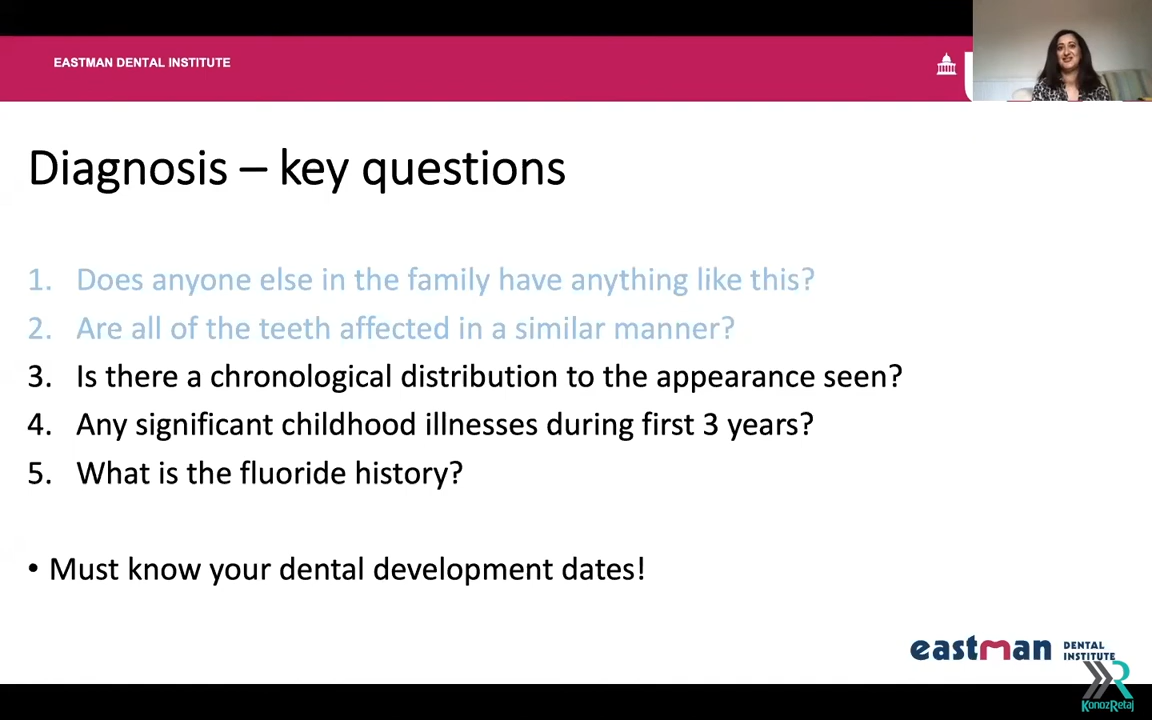 EASTMAN DENTAL INSTITUTE
Diagnosis – key questions
1. Does anyone else in the family have anything like this?
2. Are all of the teeth affected in a similar manner?
3. Is there a chronological distribution to the appearance seen?
4. Any significant childhood illnesses during first 3 years?
5. What is the fluoride history?
• Must know your dental development dates!
eastman DENTAL
INSTITUTE
KonozRetaj